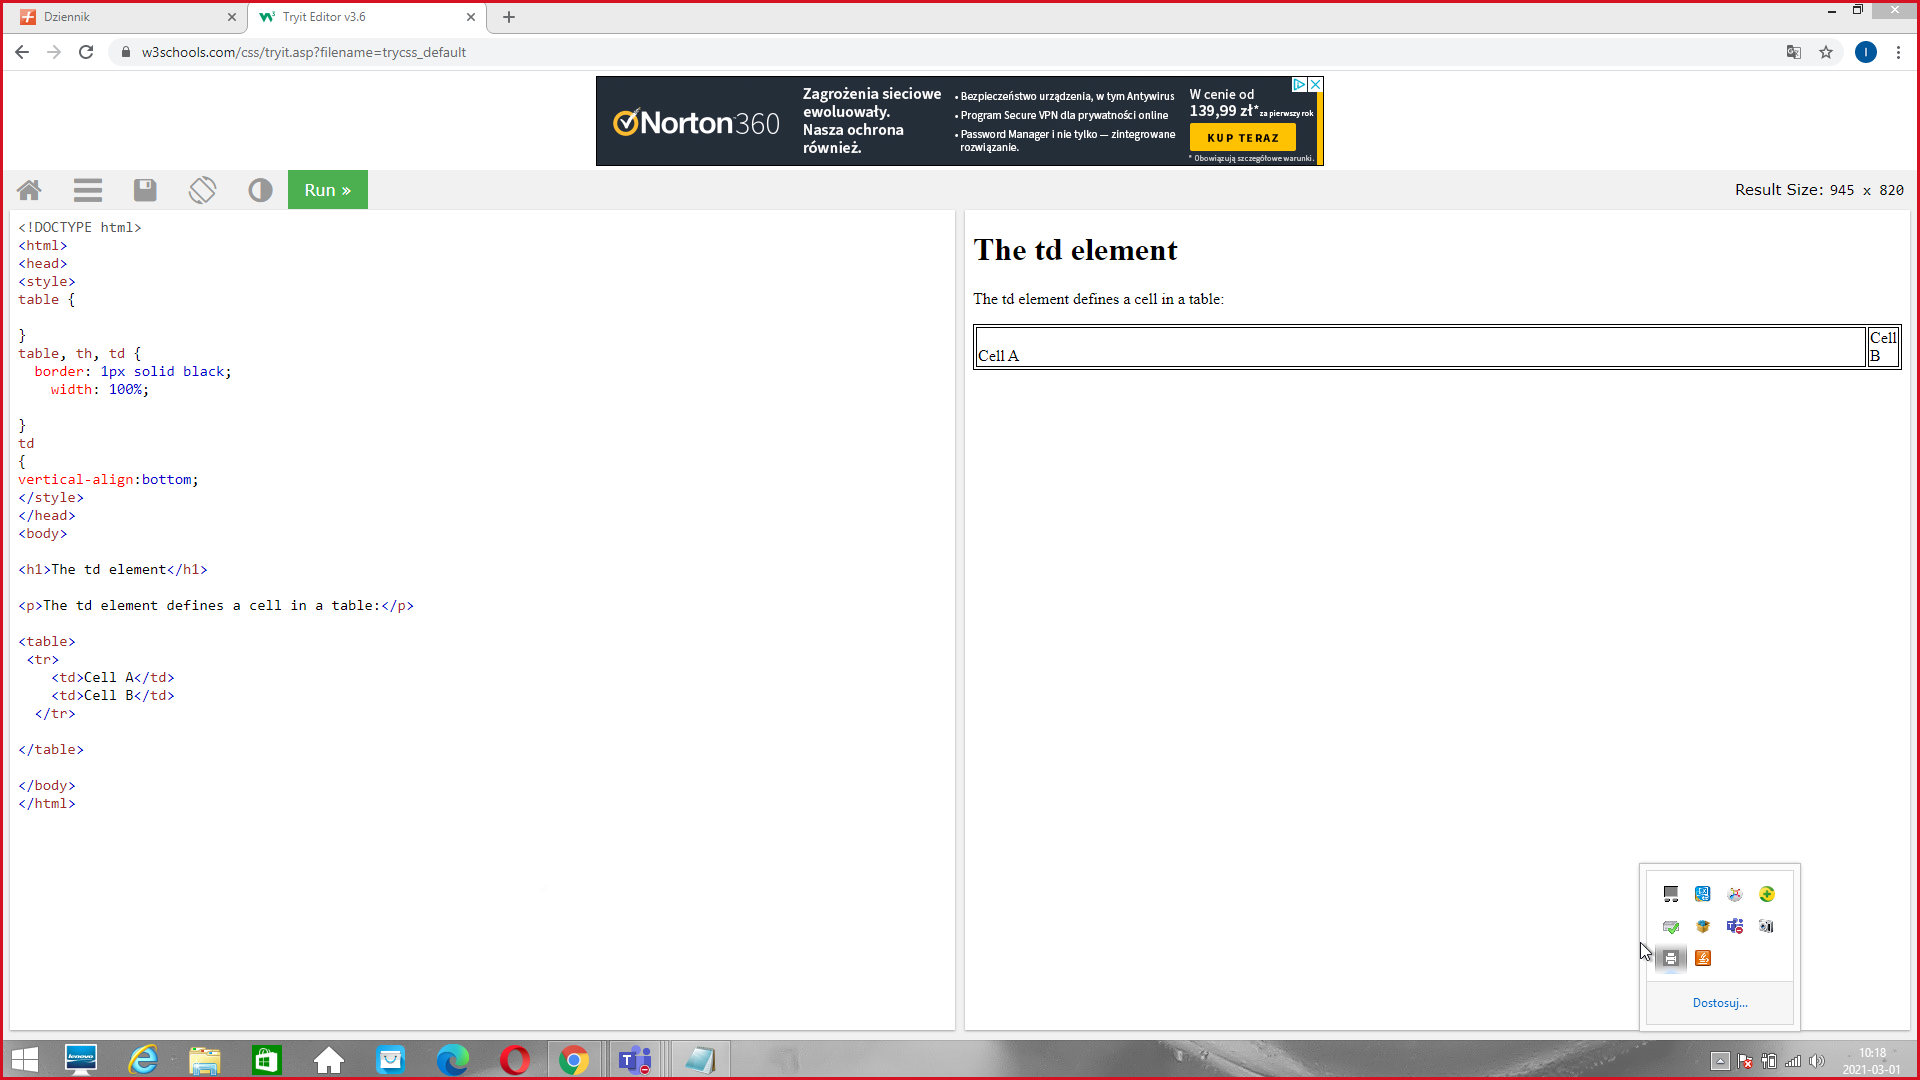 Dziennik
Tryit Editor v3.6
w3schools.com/css/tryit.asp?filename=trycss_default
I
Norton 360
Zagrożenia sieciowe
ewoluowały.
Nasza ochrona
również.
• Bezpieczeństwo urządzenia, w tym Antywirus
• Program Secure VPN dla prywatności online
• Password Manager i nie tylko — zintegrowane
rozwiązanie.
W cenie od
139,99 zł* za pierwszy rok
KUP TERAZ
* Obowiązują szczegółowe warunki.
Run »
Result Size: 945 x 820
<!DOCTYPE html>
<html>
<head>
<style>
table {
}
table, th, td {
border: 1px solid black;
width: 100%;
}
td
{
vertical-align:bottom;
</style>
</head>
<body>
<h1>The td element</h1>
<p>The td element defines a cell in a table:</p>
<table>
<tr>
<td>Cell A</td>
<td>Cell B</td>
</tr>
</table>
</body>
</html>
The td element
The td element defines a cell in a table:
Cell A
Cell
B
Dostosuj...
lenovo
10:18
2021-03-01